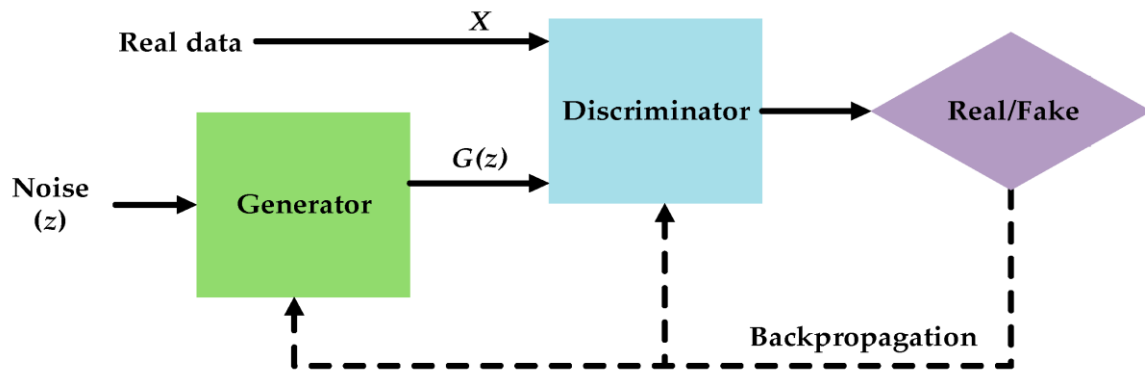 X
Real data
Discriminator
Real/Fake
G(z)
Noise
(z)
Generator
Backpropagation